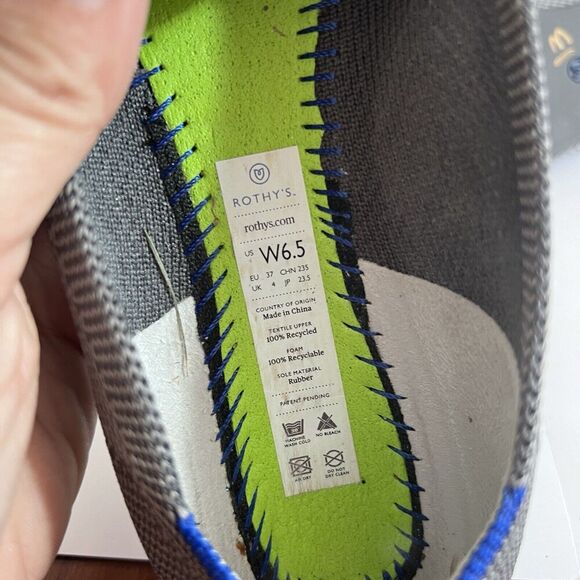 ROTHY'S
rothys.com
US W6.5
EU 37 CHN 235
UK 4 JP 23.5
COUNTRY OF ORIGIN
Made in China
TEXTILE UPPER
100% Recycled
FOAM
100% Recyclable
SOLE MATERIAL
Rubber
PATENT PENDING
MACHINE WASH COLD
NO BLEACH
AIR DRY
DO NOT DRY CLEAN